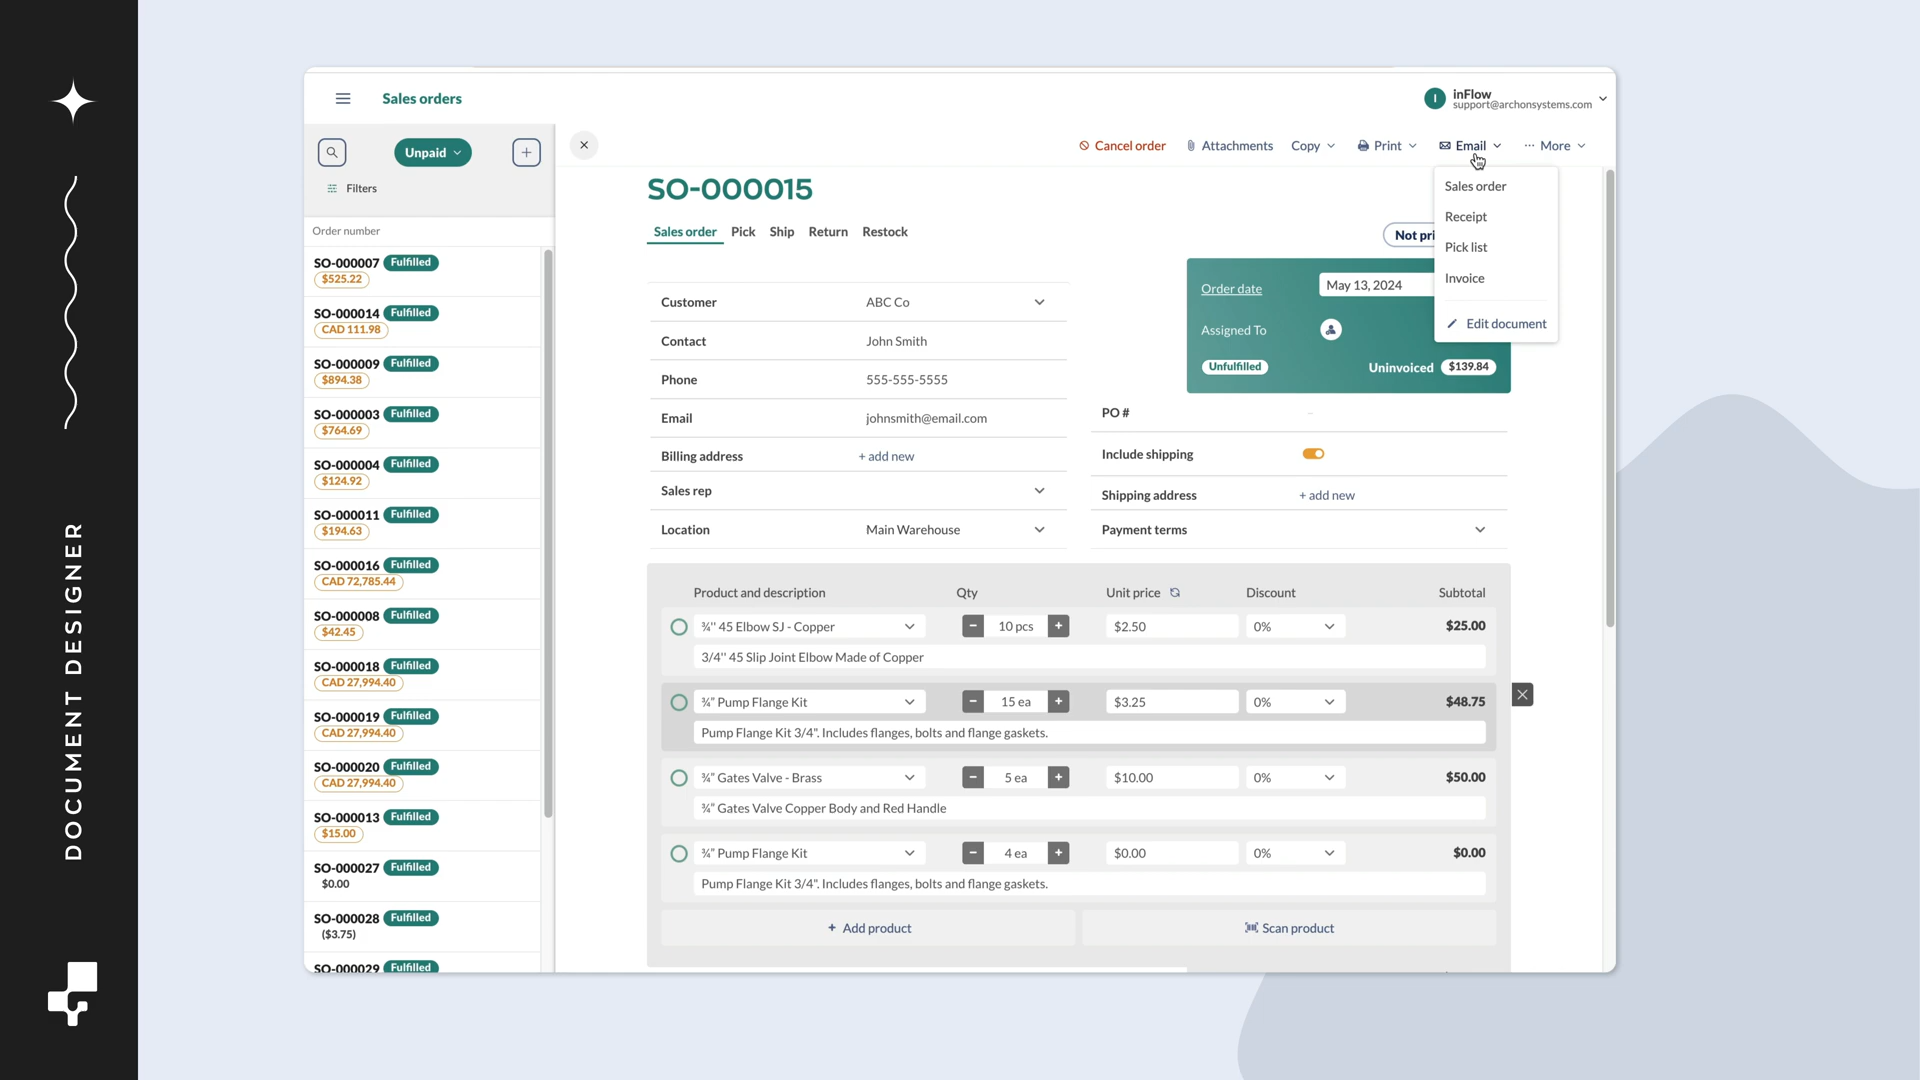 DOCUMENT DESIGNER
Sales orders
I
inFlow
support@archonsystems.com
Unpaid
Filters
Order number
SO-000007 Fulfilled
$525.22
SO-000014 Fulfilled
CAD 111.98
SO-000009 Fulfilled
$894.38
SO-000003 Fulfilled
$764.69
SO-000004 Fulfilled
$124.92
SO-000011 Fulfilled
$194.63
SO-000016 Fulfilled
CAD 72,785.44
SO-000008 Fulfilled
$42.45
SO-000018 Fulfilled
CAD 27,994.40
SO-000019 Fulfilled
CAD 27,994.40
SO-000020 Fulfilled
CAD 27,994.40
SO-000013 Fulfilled
$15.00
SO-000027 Fulfilled
$0.00
SO-000028 Fulfilled
($3.75)
SO-000029 Fulfilled
Cancel order Attachments Copy Print Email More
Sales order
Receipt
Pick list
Invoice
Edit document
SO-000015
Sales order Pick Ship Return Restock
Not pri
Customer ABC Co
Contact John Smith
Phone 555-555-5555
Email johnsmith@email.com
Billing address + add new
Sales rep
Location Main Warehouse
Order date May 13, 2024
Assigned To
Unfulfilled Uninvoiced $139.84
PO # –
Include shipping
Shipping address + add new
Payment terms
Product and description Qty Unit price Discount Subtotal
¾'' 45 Elbow SJ - Copper − 10 pcs + $2.50 0% $25.00
3/4'' 45 Slip Joint Elbow Made of Copper
¾” Pump Flange Kit − 15 ea + $3.25 0% $48.75
Pump Flange Kit 3/4”. Includes flanges, bolts and flange gaskets.
¾” Gates Valve - Brass − 5 ea + $10.00 0% $50.00
¾” Gates Valve Copper Body and Red Handle
¾” Pump Flange Kit − 4 ea + $0.00 0% $0.00
Pump Flange Kit 3/4”. Includes flanges, bolts and flange gaskets.
+ Add product Scan product